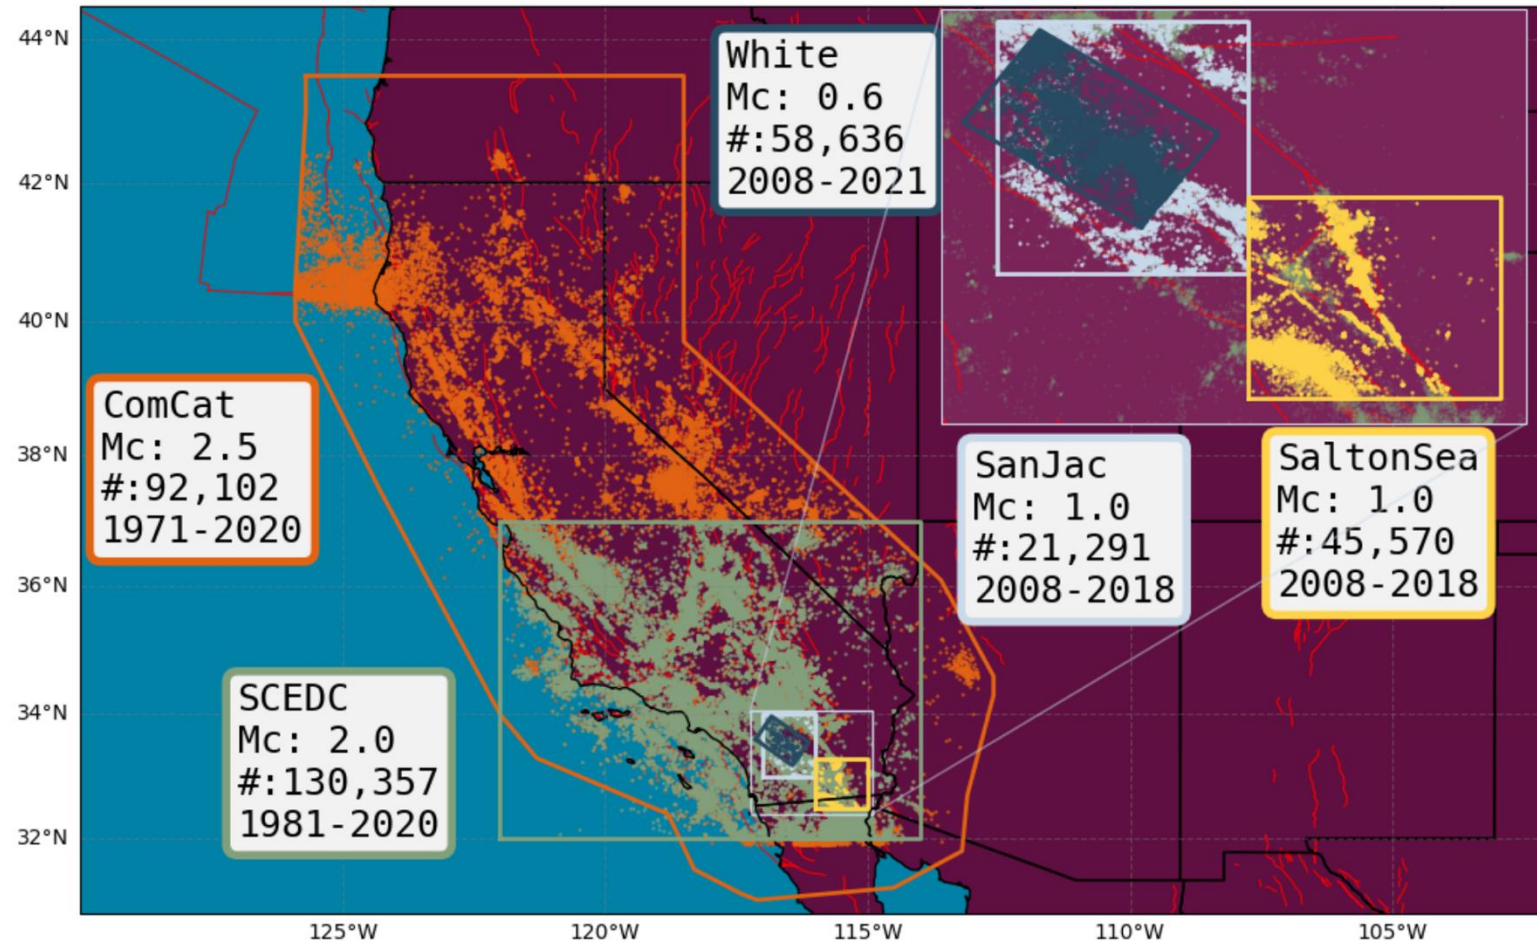 44°N
42°N
40°N
38°N
36°N
34°N
32°N
White
Mc: 0.6
#:58,636
2008-2021
ComCat
Mc: 2.5
#:92,102
1971-2020
SanJac
Mc: 1.0
#:21,291
2008-2018
SaltonSea
Mc: 1.0
#:45,570
2008-2018
SCEDC
Mc: 2.0
#:130,357
1981-2020
125°W
120°W
115°W
110°W
105°W